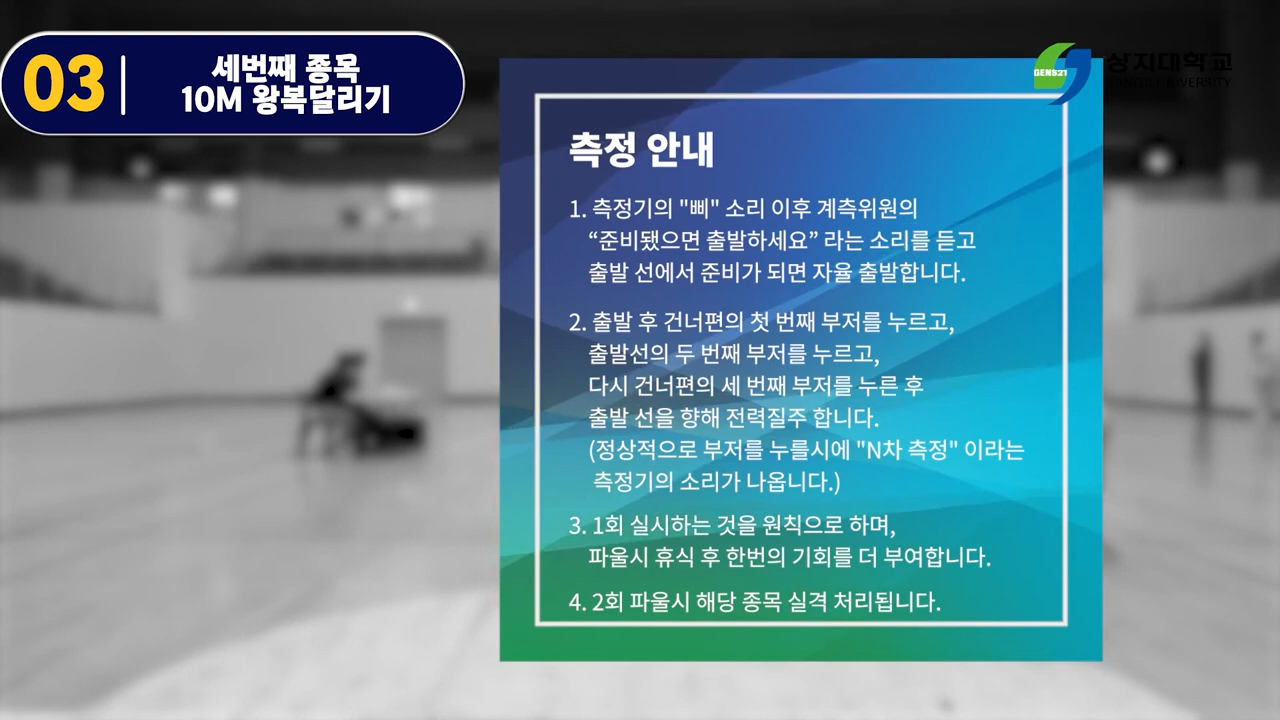 03
세번째 종목
10M 왕복달리기
GENS21
상지대학교
측정 안내
1. 측정기의 "삐" 소리 이후 계측위원의
“준비됐으면 출발하세요” 라는 소리를 듣고
출발 선에서 준비가 되면 자율 출발합니다.
2. 출발 후 건너편의 첫 번째 부저를 누르고,
출발선의 두 번째 부저를 누르고,
다시 건너편의 세 번째 부저를 누른 후
출발 선을 향해 전력질주 합니다.
(정상적으로 부저를 누를시에 "N차 측정" 이라는
측정기의 소리가 나옵니다.)
3. 1회 실시하는 것을 원칙으로 하며,
파울시 휴식 후 한번의 기회를 더 부여합니다.
4. 2회 파울시 해당 종목 실격 처리됩니다.